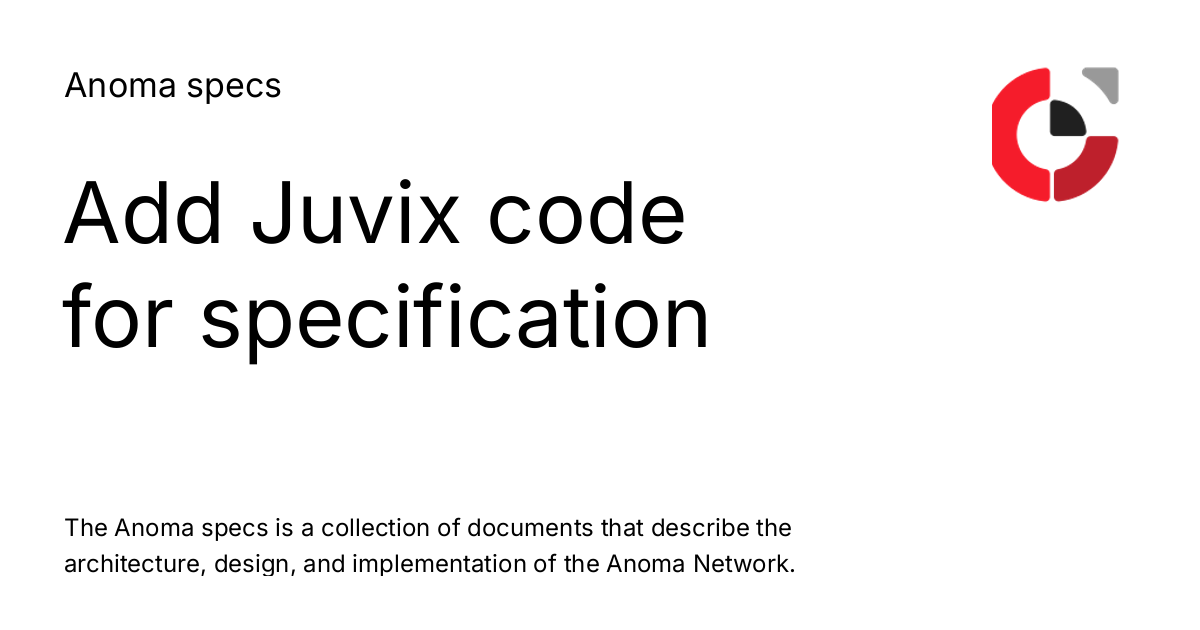 Anoma specs
Add Juvix code
for specification
The Anoma specs is a collection of documents that describe the
architecture, design, and implementation of the Anoma Network.